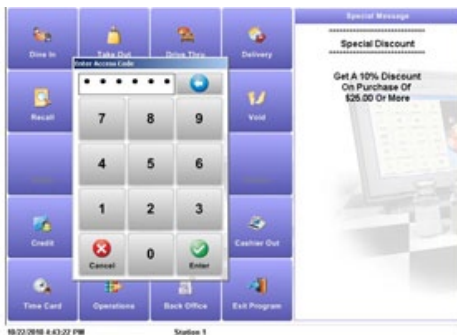 Special Message
Dine In
Take Out
Drive Thru
Delivery
Special Discount
Enter Access Code
Get A 10% Discount
On Purchase Of
$25.00 Or More
Recall
Void
7
8
9
4
5
6
1
2
3
Credit
Cashier Out
Cancel
0
Enter
Time Card
Operations
Back Office
Exit Program
10/22/2010 4:43:22 PM
Station 1